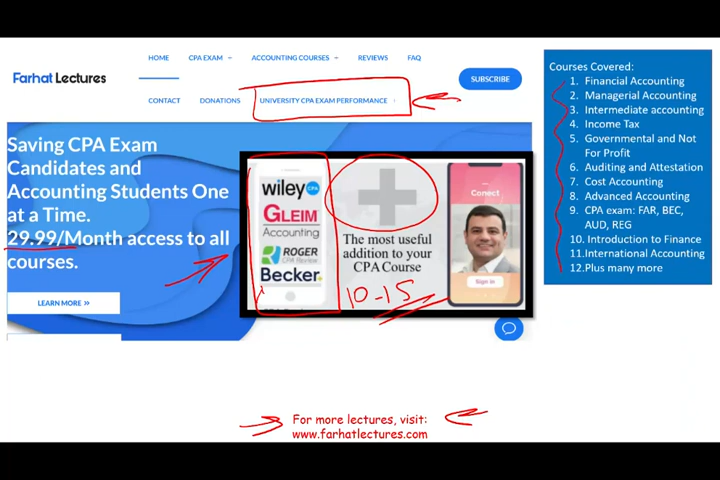 Farhat Lectures
HOME
CPA EXAM
ACCOUNTING COURSES
REVIEWS
FAQ
SUBSCRIBE
CONTACT
DONATIONS
UNIVERSITY CPA EXAM PERFORMANCE
Saving CPA Exam
Candidates and
Accounting Students One
at a Time.
29.99/Month access to all
courses.
LEARN MORE »
wiley CPA
GLEIM
Accounting
ROGER
CPA Review
Becker
The most useful
addition to your
CPA Course
10-15
Conect
Sign in
Courses Covered:
1. Financial Accounting
2. Managerial Accounting
3. Intermediate accounting
4. Income Tax
5. Governmental and Not
For Profit
6. Auditing and Attestation
7. Cost Accounting
8. Advanced Accounting
9. CPA exam: FAR, BEC,
AUD, REG
10. Introduction to Finance
11. International Accounting
12. Plus many more
For more lectures, visit:
www.farhatlectures.com